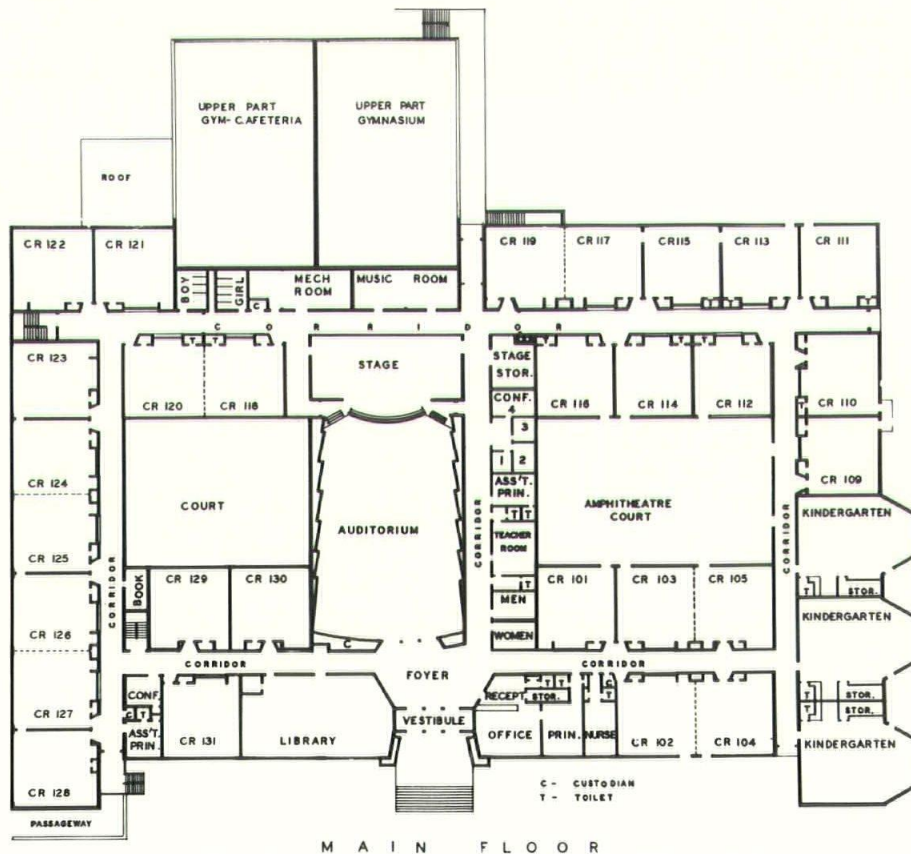 UPPER PART
GYM-CAFETERIA
UPPER PART
GYMNASIUM
ROOF
CR 122
CR 121
BOY
GIRL
C
MECH
ROOM
MUSIC ROOM
CR 119
CR 117
CR 115
CR 113
CR 111
CORRIDOR
CR 123
T
T
CR 120
CR 118
STAGE
STAGE
STOR.
CONF.
4
3
1
2
T
T
T
CR 116
CR 114
CR 112
CR 110
T
CR 109
CR 124
CR 125
COURT
AUDITORIUM
CORRIDOR
ASS'T.
PRIN.
T
T
TEACHER
ROOM
T
MEN
WOMEN
AMPHITHEATRE
COURT
CORRIDOR
KINDERGARTEN
T
STOR.
CORRIDOR
BOOK
CR 129
CR 130
C
CR 101
CR 103
CR 105
CR 126
CR 127
CORRIDOR
FOYER
CORRIDOR
KINDERGARTEN
T
STOR.
T
STOR.
KINDERGARTEN
CONF.
C
T
ASS'T.
PRIN.
CR 131
LIBRARY
VESTIBULE
RECEPT.
T
T
STOR.
C
T
OFFICE
PRIN.
NURSE
CR 102
CR 104
CR 128
PASSAGEWAY
C - CUSTODIAN
T - TOILET
MAIN FLOOR